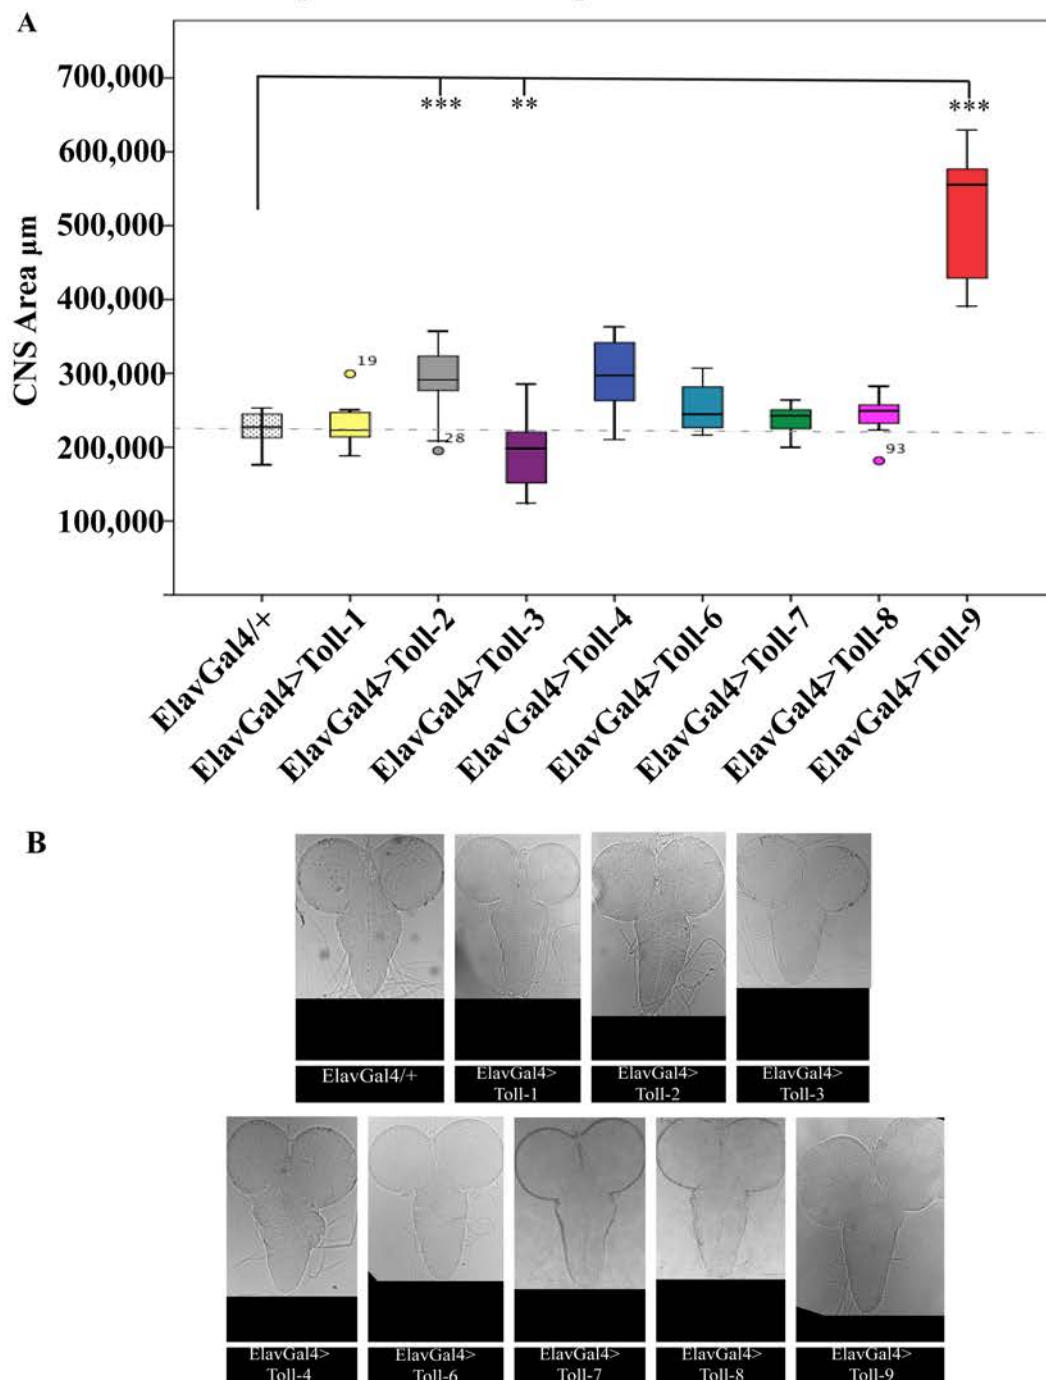 A
700,000
600,000
500,000
400,000
300,000
200,000
100,000
CNS Area µm
***
**
***
19
28
93
ElavGal4/+
ElavGal4>Toll-1
ElavGal4>Toll-2
ElavGal4>Toll-3
ElavGal4>Toll-4
ElavGal4>Toll-6
ElavGal4>Toll-7
ElavGal4>Toll-8
ElavGal4>Toll-9
B
ElavGal4/+
ElavGal4>
Toll-1
ElavGal4>
Toll-2
ElavGal4>
Toll-3
ElavGal4>
Toll-4
ElavGal4>
Toll-6
ElavGal4>
Toll-7
ElavGal4>
Toll-8
ElavGal4>
Toll-9